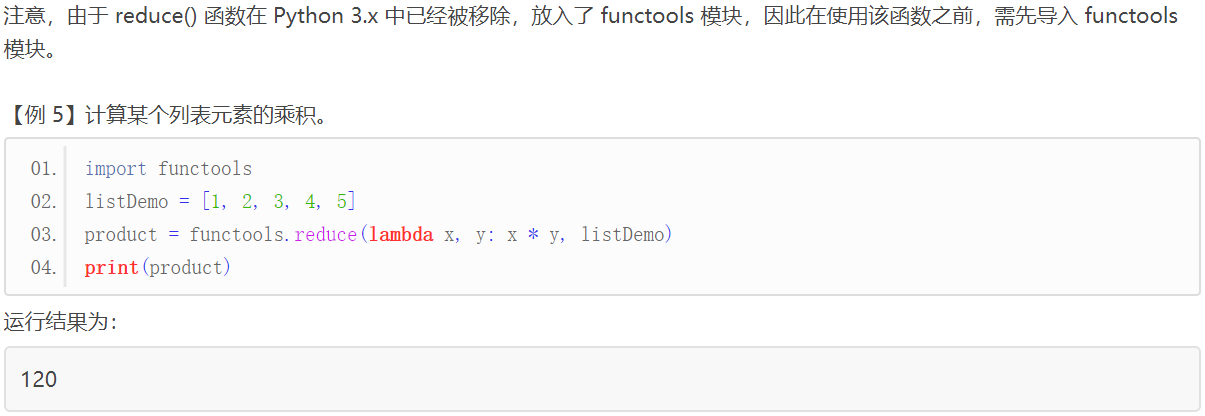 注意，由于 reduce() 函数在 Python 3.x 中已经被移除，放入了 functools 模块，因此在使用该函数之前，需先导入 functools
模块。
【例 5】计算某个列表元素的乘积。
01. import functools
02. listDemo = [1, 2, 3, 4, 5]
03. product = functools.reduce(lambda x, y: x * y, listDemo)
04. print(product)
运行结果为：
120